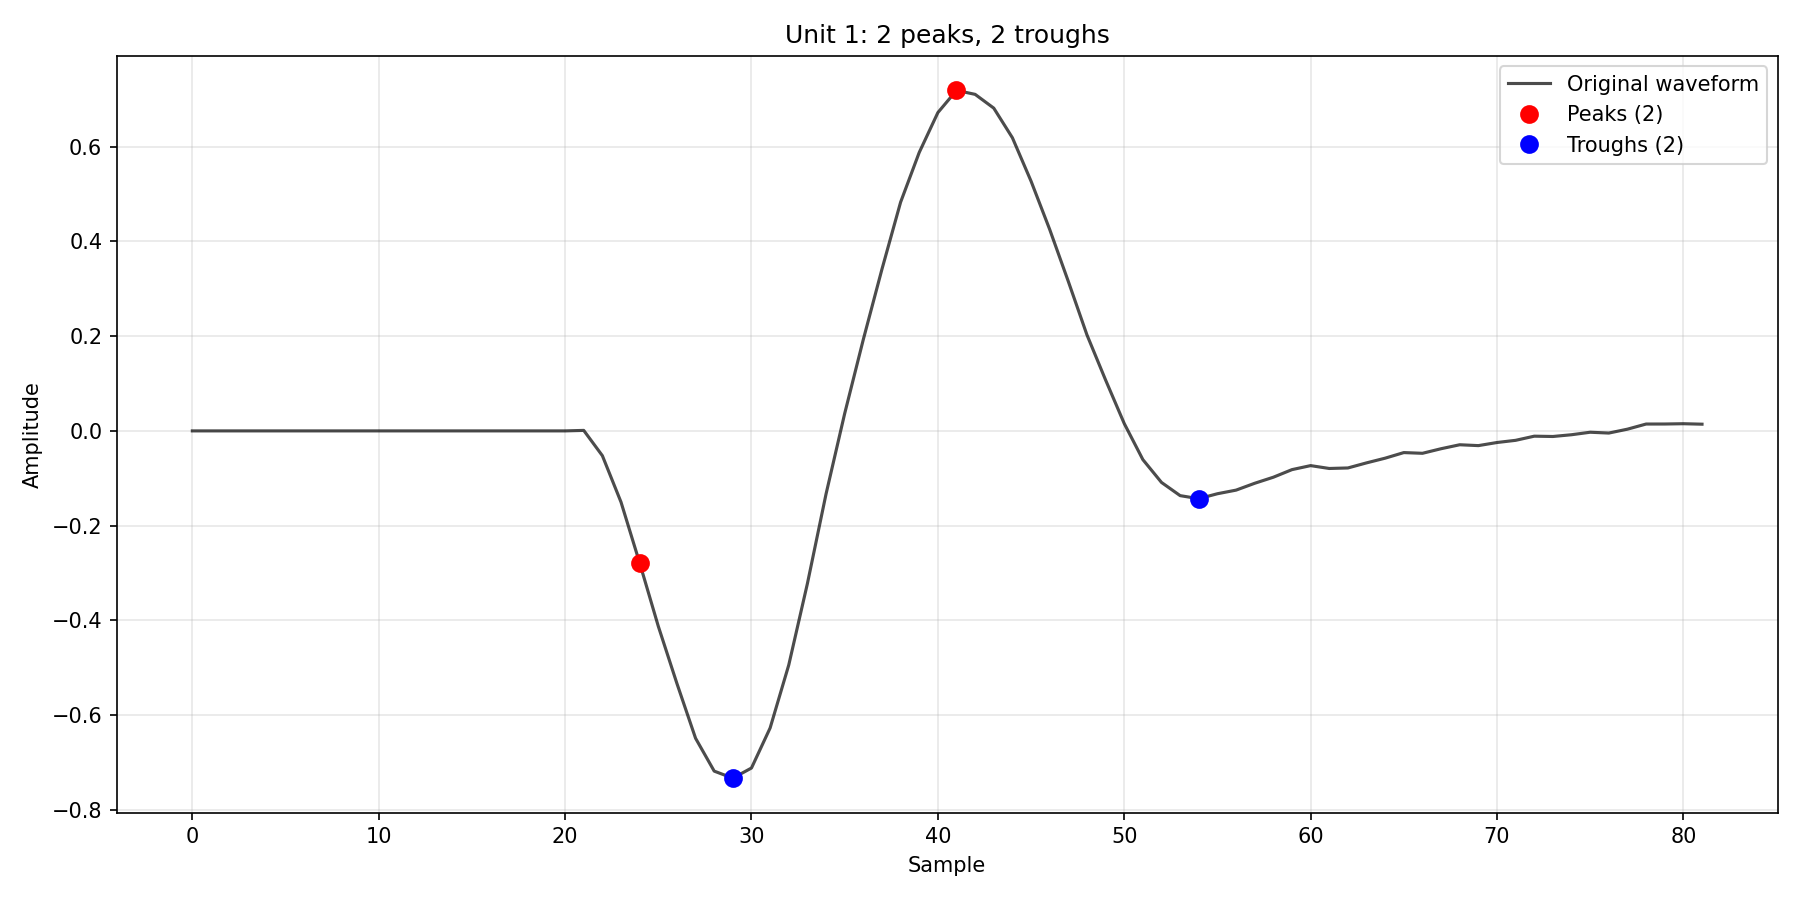 Unit 1: 2 peaks, 2 troughs
Original waveform
Peaks (2)
Troughs (2)
Amplitude
0.6
0.4
0.2
0.0
−0.2
−0.4
−0.6
−0.8
0 10 20 30 40 50 60 70 80
Sample